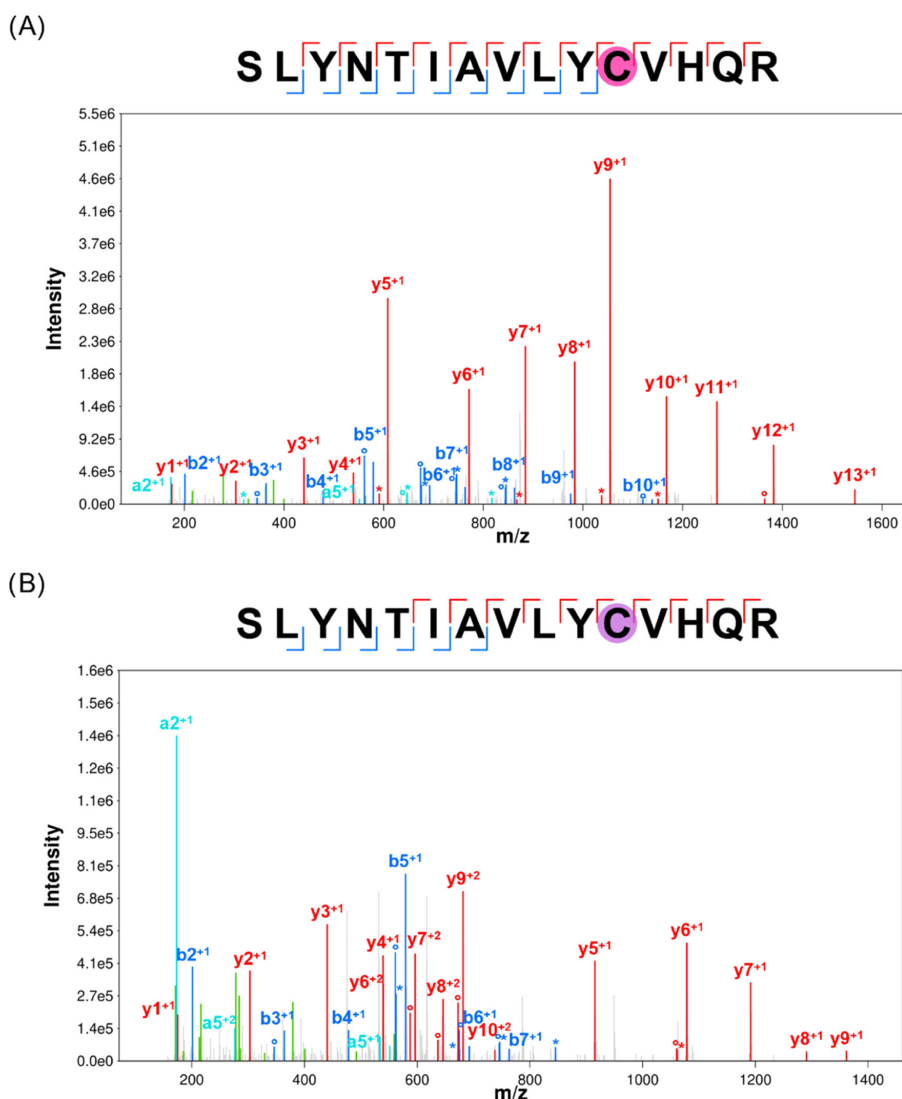 (A)
SLYNTIAVLYCVHQR
5.5e6
5.1e6
4.6e6
4.1e6
3.7e6
3.2e6
2.8e6
2.3e6
1.8e6
1.4e6
9.2e5
4.6e5
0.0e0
Intensity
a2+1
y1+1
b2+1
y2+1
b3+1
y3+1
b4+1
a5+1
y4+1
b5+1
y5+1
b6+1
b7+1
y6+1
b8+1
y7+1
b9+1
y8+1
y9+1
b10+1
y10+1
y11+1
y12+1
y13+1
200 400 600 800 1000 1200 1400 1600
m/z
(B)
SLYNTIAVLYCVHQR
1.6e6
1.5e6
1.4e6
1.2e6
1.1e6
9.5e5
8.1e5
6.8e5
5.4e5
4.1e5
2.7e5
1.4e5
0.0e0
Intensity
a2+1
y1+1
b2+1
a5+2
y2+1
b3+1
y3+1
b4+1
a5+1
y6+2
y4+1
b5+1
y7+2
y8+2
y9+2
b6+1
y10+2
b7+1
y5+1
y6+1
y7+1
y8+1
y9+1
200 400 600 800 1000 1200 1400
m/z